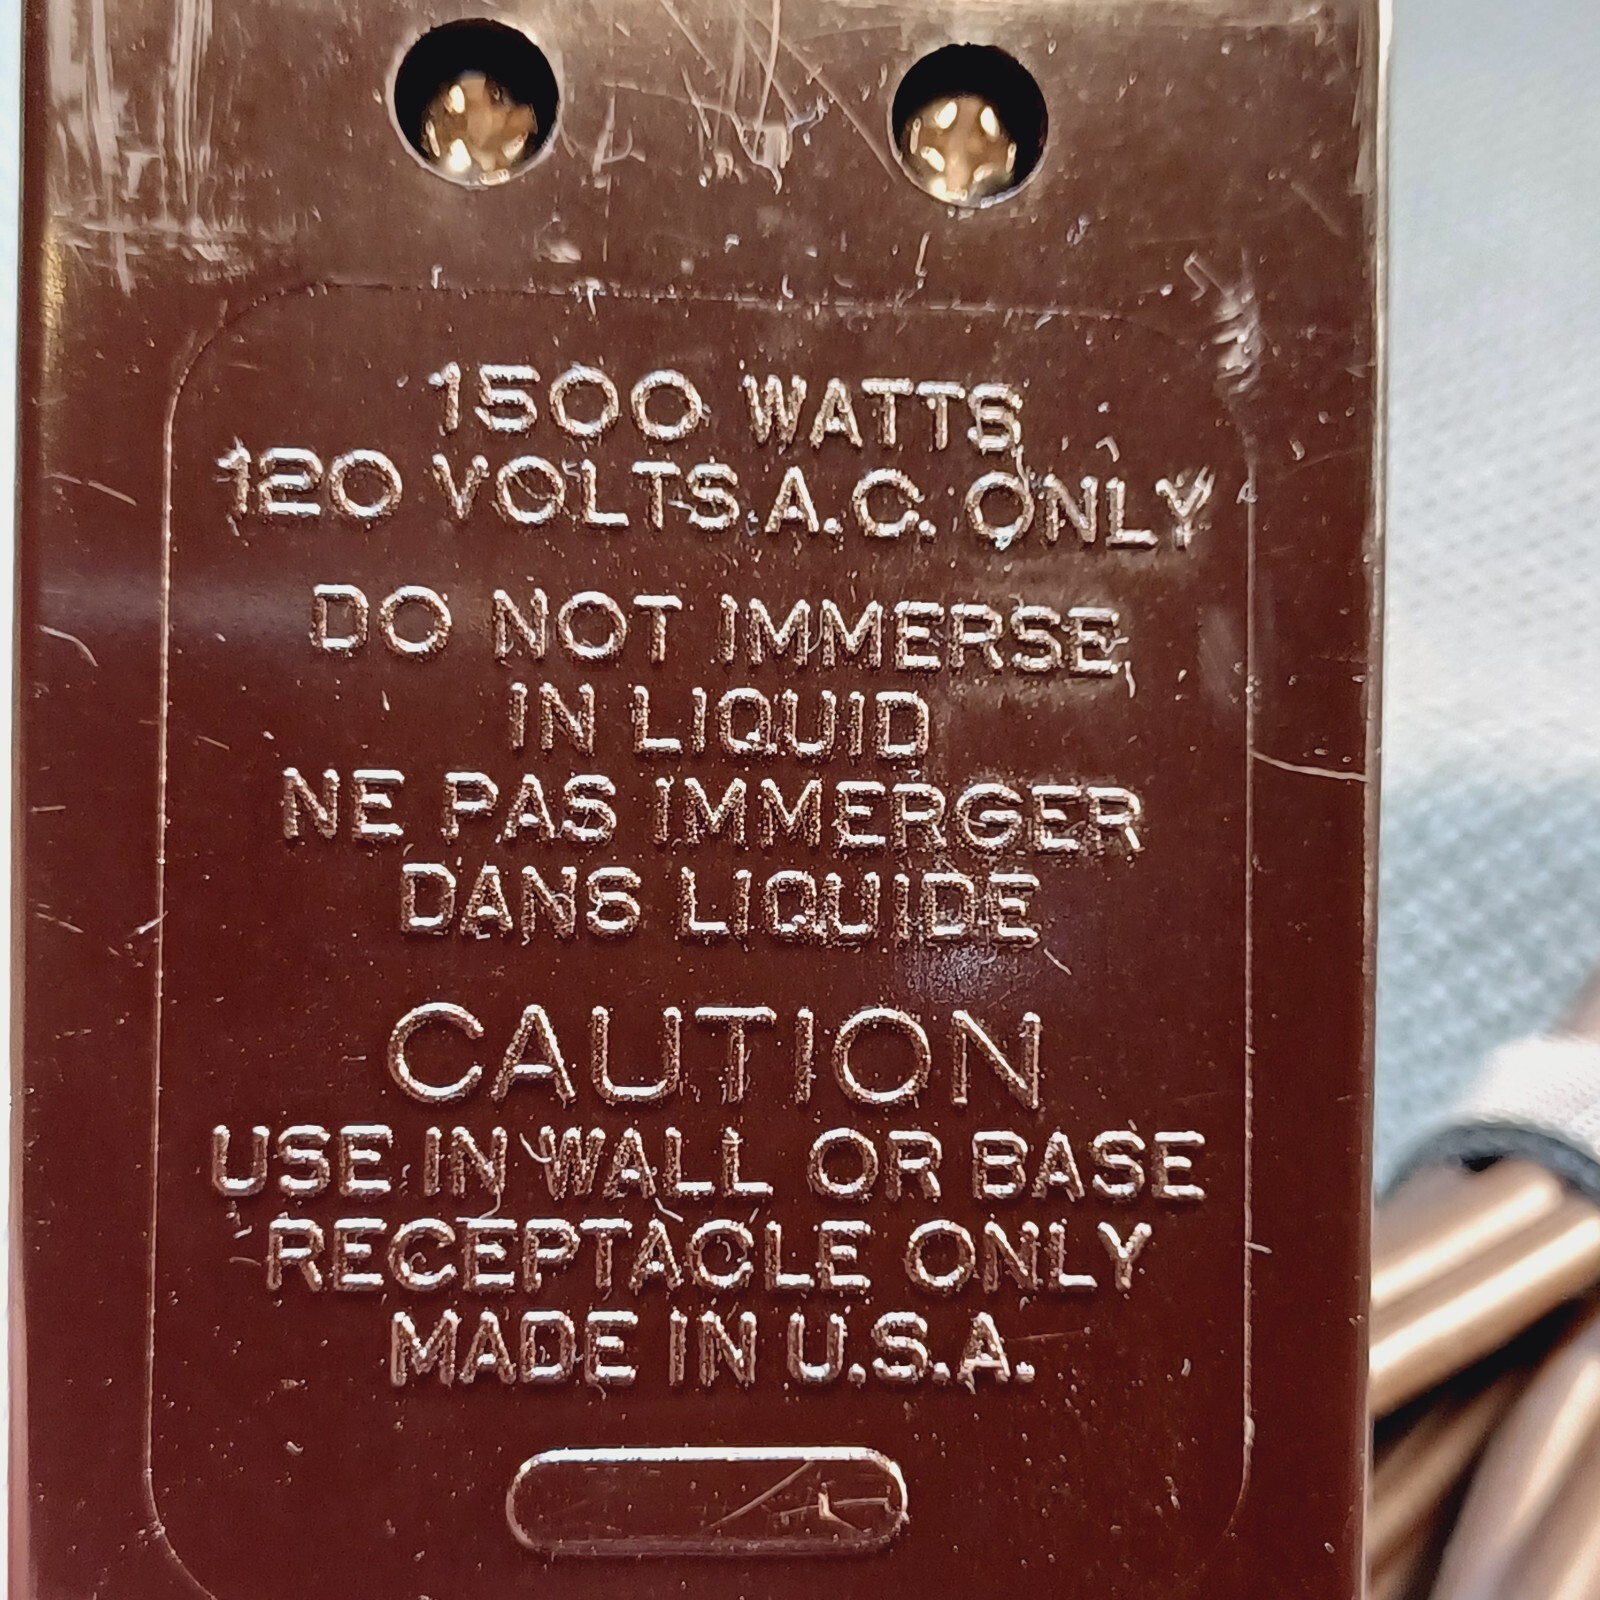 1500 WATTS
120 VOLTS A.C. ONLY
DO NOT IMMERSE
IN LIQUID
NE PAS IMMERGER
DANS LIQUIDE
CAUTION
USE IN WALL OR BASE
RECEPTACLE ONLY
MADE IN U.S.A.